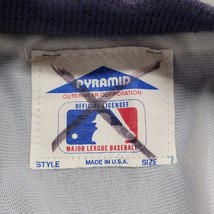 PYRAMID
OUTERWEAR CORPORATION
OFFICIAL LICENSEE
MAJOR LEAGUE BASEBALL
STYLE MADE IN U.S.A. SIZE